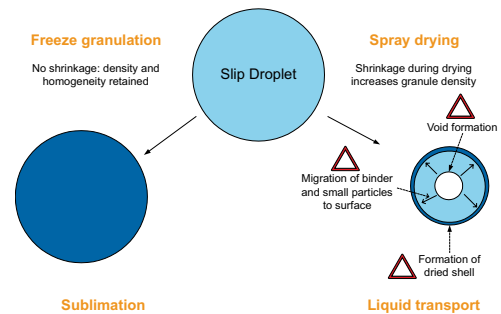 Freeze granulation
No shrinkage: density and
homogeneity retained
Slip Droplet
Spray drying
Shrinkage during drying
increases granule density
Void formation
Migration of binder
and small particles
to surface
Formation of
dried shell
Sublimation
Liquid transport